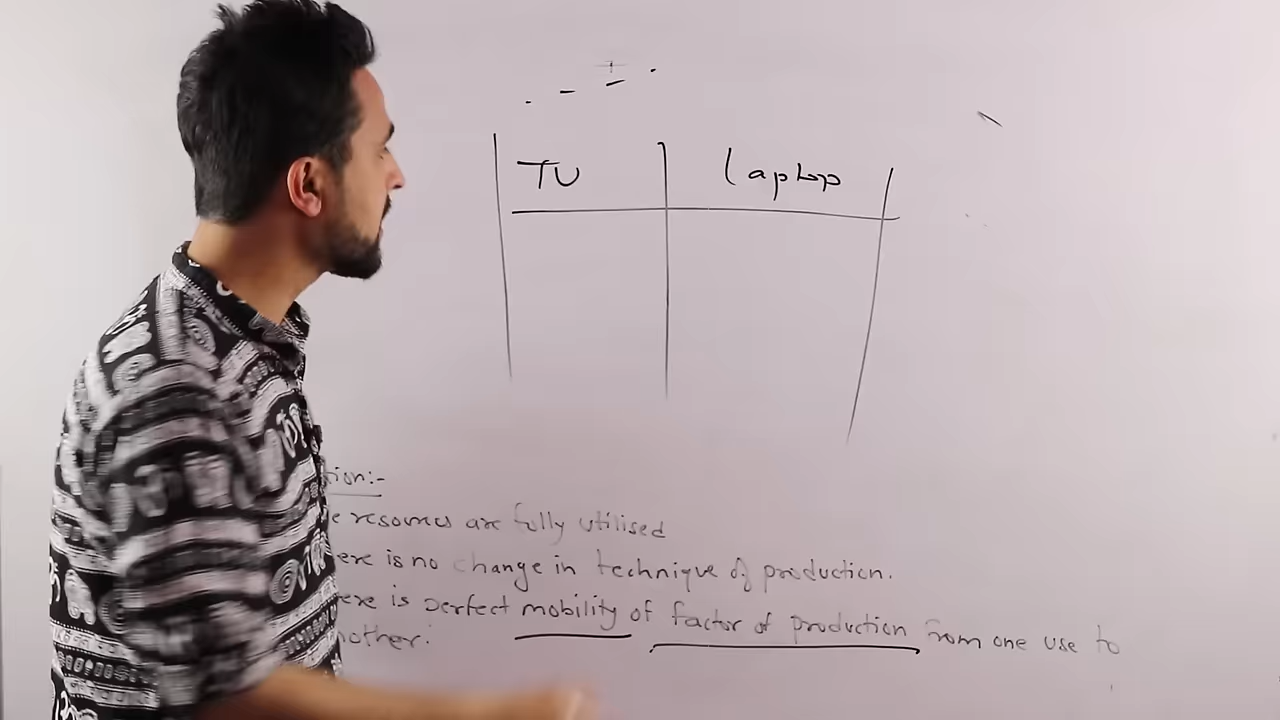 TV Laptop
ion:-
e resources are fully utilised
ere is no change in technique of production.
ere is perfect mobility of factor of production from one use to
nother.